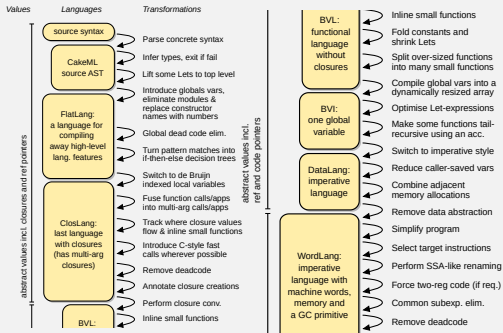 Values
Languages
Transformations
source syntax
Parse concrete syntax
CakeML
source AST
Infer types, exit if fail
Lift some Lets to top level
Introduce globals vars,
eliminate modules &
replace constructor
names with numbers
FlatLang:
a language for
compiling
away high-level
lang. features
Global dead code elim.
Turn pattern matches into
if-then-else decision trees
Switch to de Bruijn
indexed local variables
Fuse function calls/apps
into multi-arg calls/apps
ClosLang:
last language
with closures
(has multi-arg
closures)
Track where closure values
flow & inline small functions
Introduce C-style fast
calls wherever possible
Remove deadcode
Annotate closure creations
Perform closure conv.
BVL:
Inline small functions
abstract values incl. closures and ref pointers
BVL:
functional
language
without
closures
Inline small functions
Fold constants and
shrink Lets
Split over-sized functions
into many small functions
Compile global vars into a
dynamically resized array
BVI:
one global
variable
Optimise Let-expressions
Make some functions tail-
recursive using an acc.
Switch to imperative style
DataLang:
imperative
language
Reduce caller-saved vars
Combine adjacent
memory allocations
Remove data abstraction
abstract values incl.
ref and code pointers
WordLang:
imperative
language with
machine words,
memory and
a GC primitive
Simplify program
Select target instructions
Perform SSA-like renaming
Force two-reg code (if req.)
Common subexp. elim.
Remove deadcode